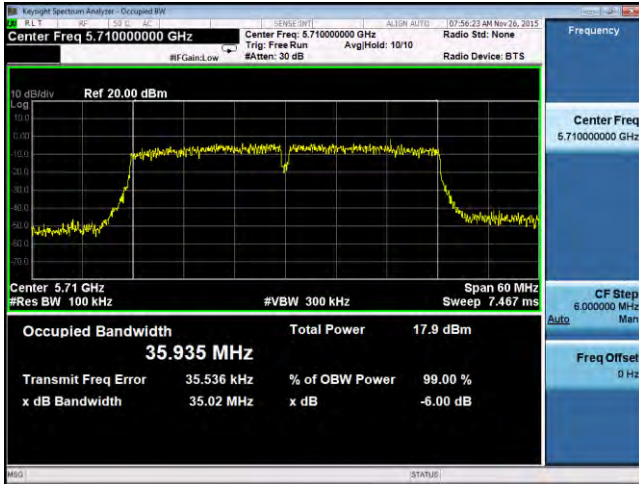 Keysight Spectrum Analyzer - Occupied BW
RL T RF 50 Ω AC SENSE:INT ALIGN AUTO 07:56:23 AM Nov 26, 2015
Center Freq 5.710000000 GHz
Center Freq: 5.710000000 GHz
Radio Std: None
Trig: Free Run Avg|Hold: 10/10
#IFGain:Low #Atten: 30 dB Radio Device: BTS
Frequency
10 dB/div Ref 20.00 dBm
Log
10.0
0.00
-10.0
-20.0
-30.0
-40.0
-50.0
-60.0
-70.0
Center Freq
5.710000000 GHz
Center 5.71 GHz Span 60 MHz
#Res BW 100 kHz #VBW 300 kHz Sweep 7.467 ms
CF Step
6.000000 MHz
Auto Man
Occupied Bandwidth Total Power 17.9 dBm
35.935 MHz
Freq Offset
0 Hz
Transmit Freq Error 35.536 kHz % of OBW Power 99.00 %
x dB Bandwidth 35.02 MHz x dB -6.00 dB
MSG STATUS